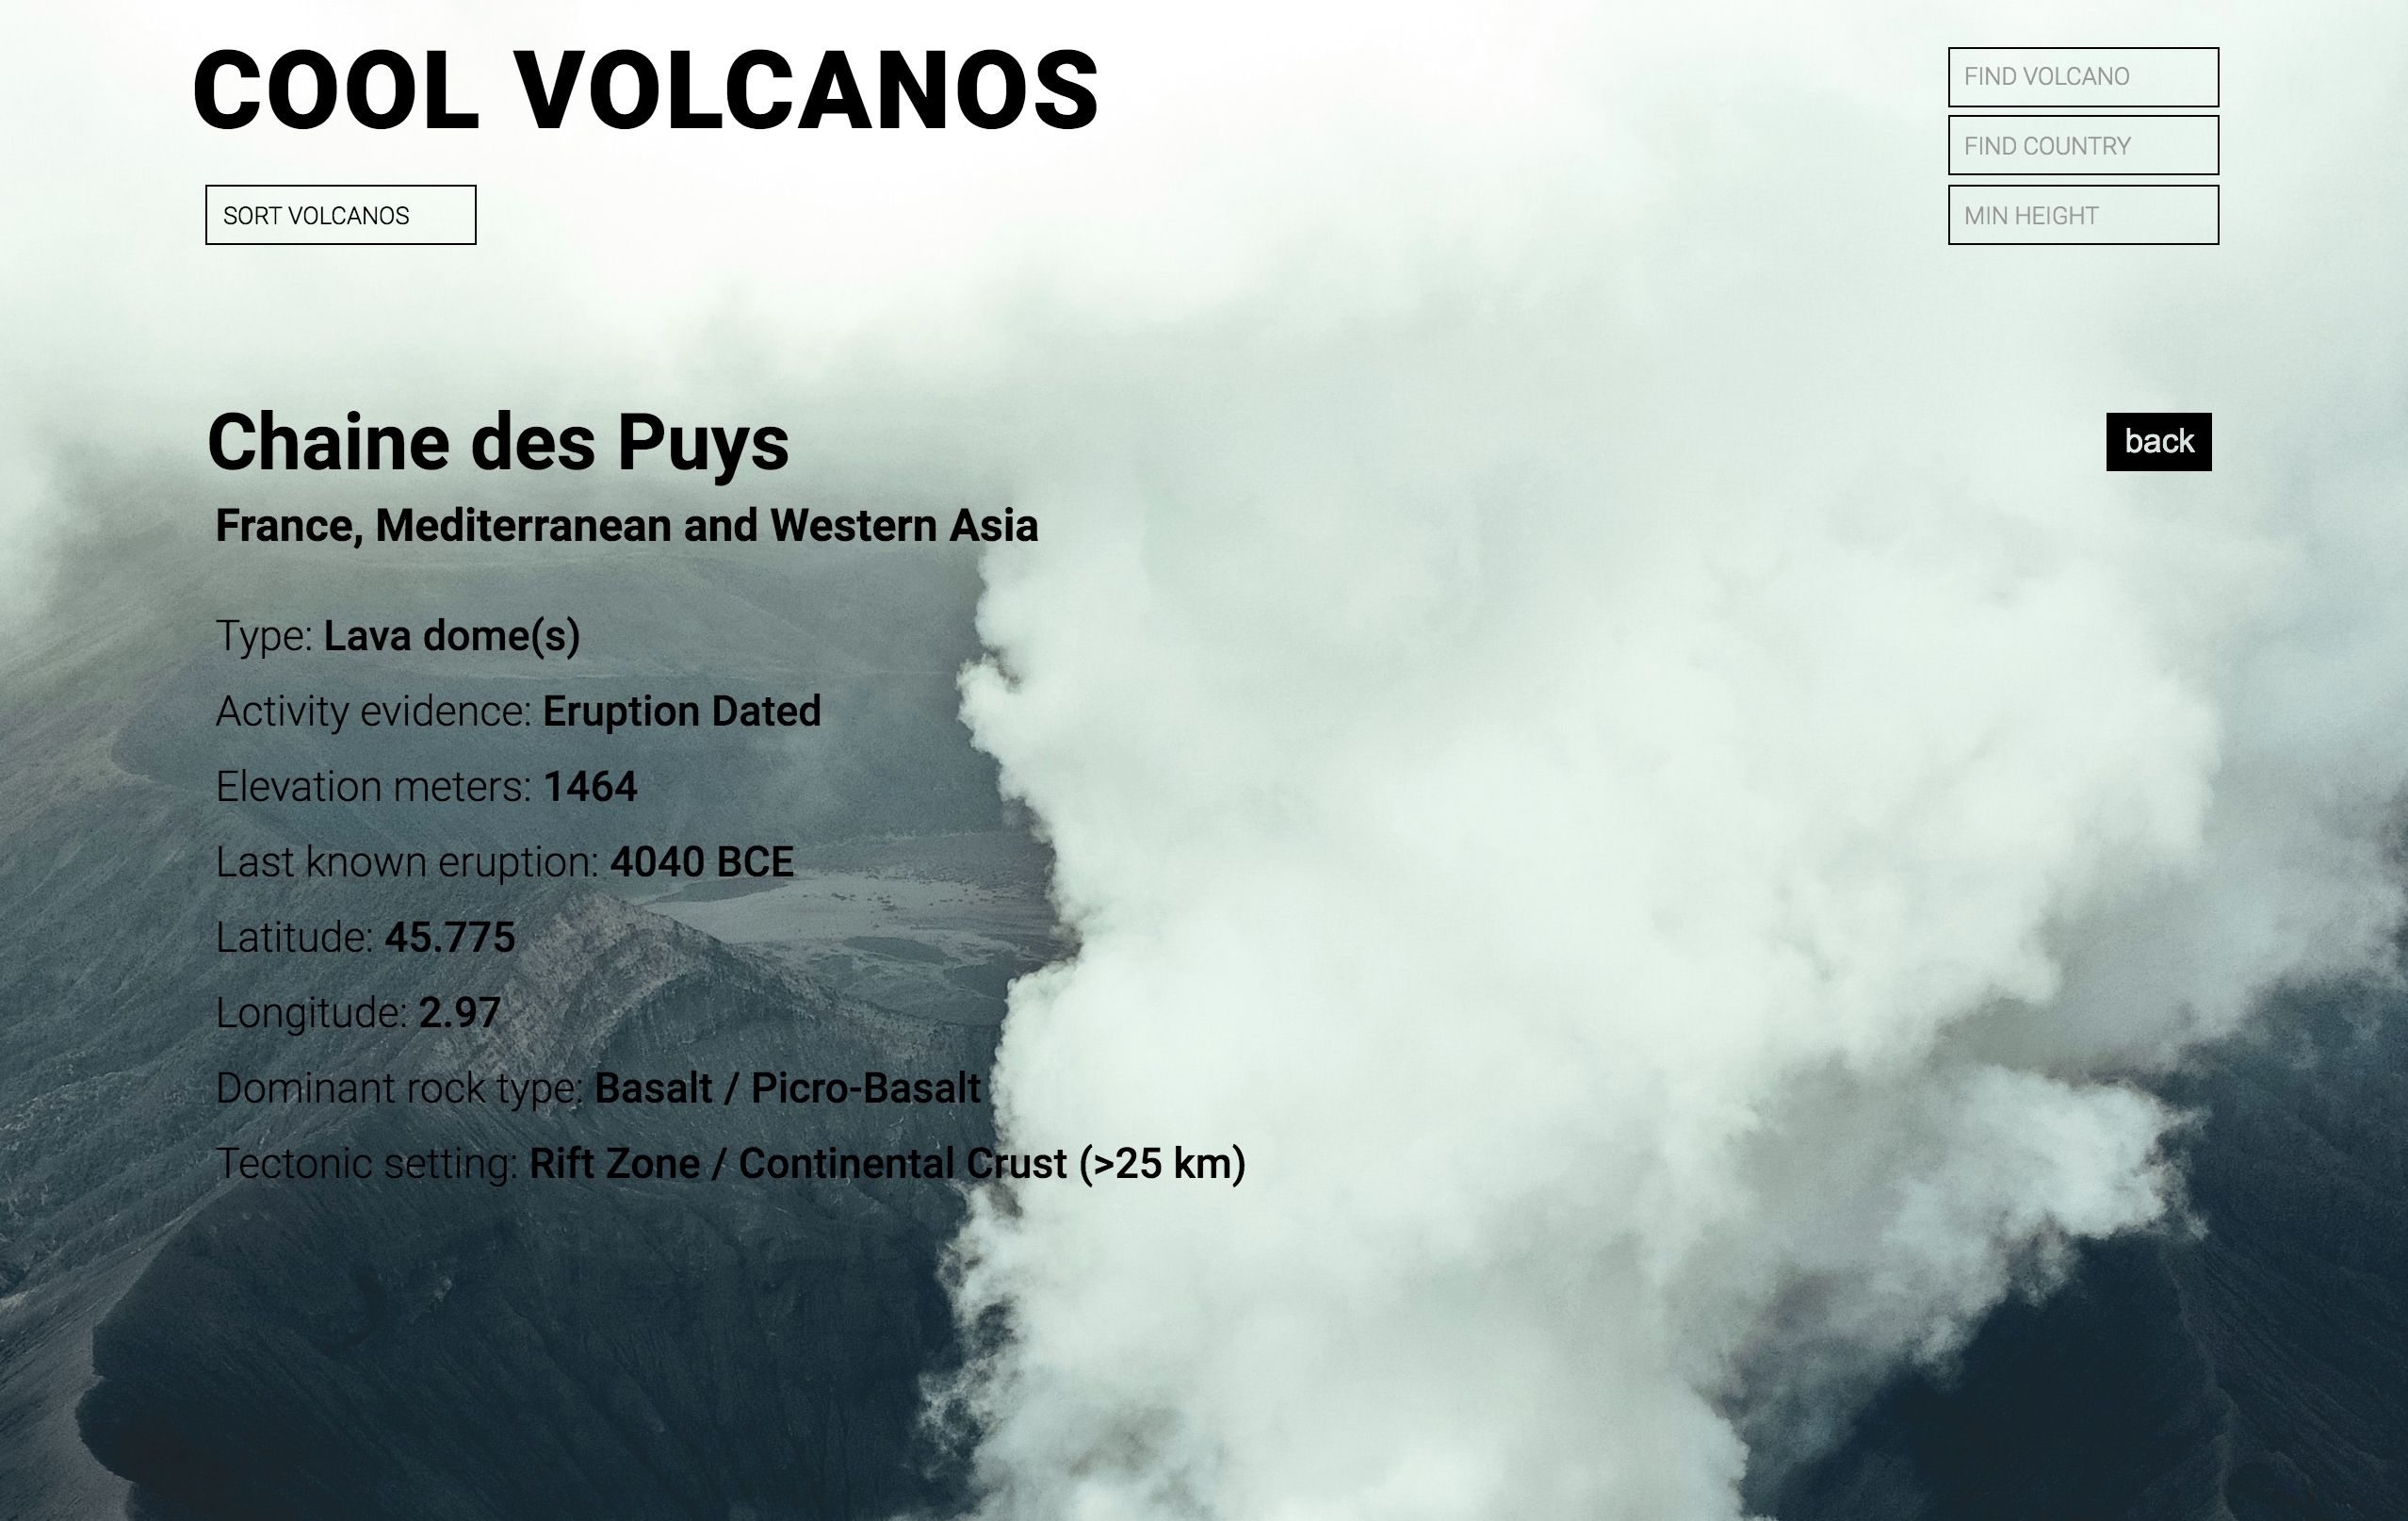 COOL VOLCANOS
FIND VOLCANO
FIND COUNTRY
SORT VOLCANOS
MIN HEIGHT
Chaine des Puys
back
France, Mediterranean and Western Asia
Type: Lava dome(s)
Activity evidence: Eruption Dated
Elevation meters: 1464
Last known eruption: 4040 BCE
Latitude: 45.775
Longitude: 2.97
Dominant rock type: Basalt / Picro-Basalt
Tectonic setting: Rift Zone / Continental Crust (>25 km)